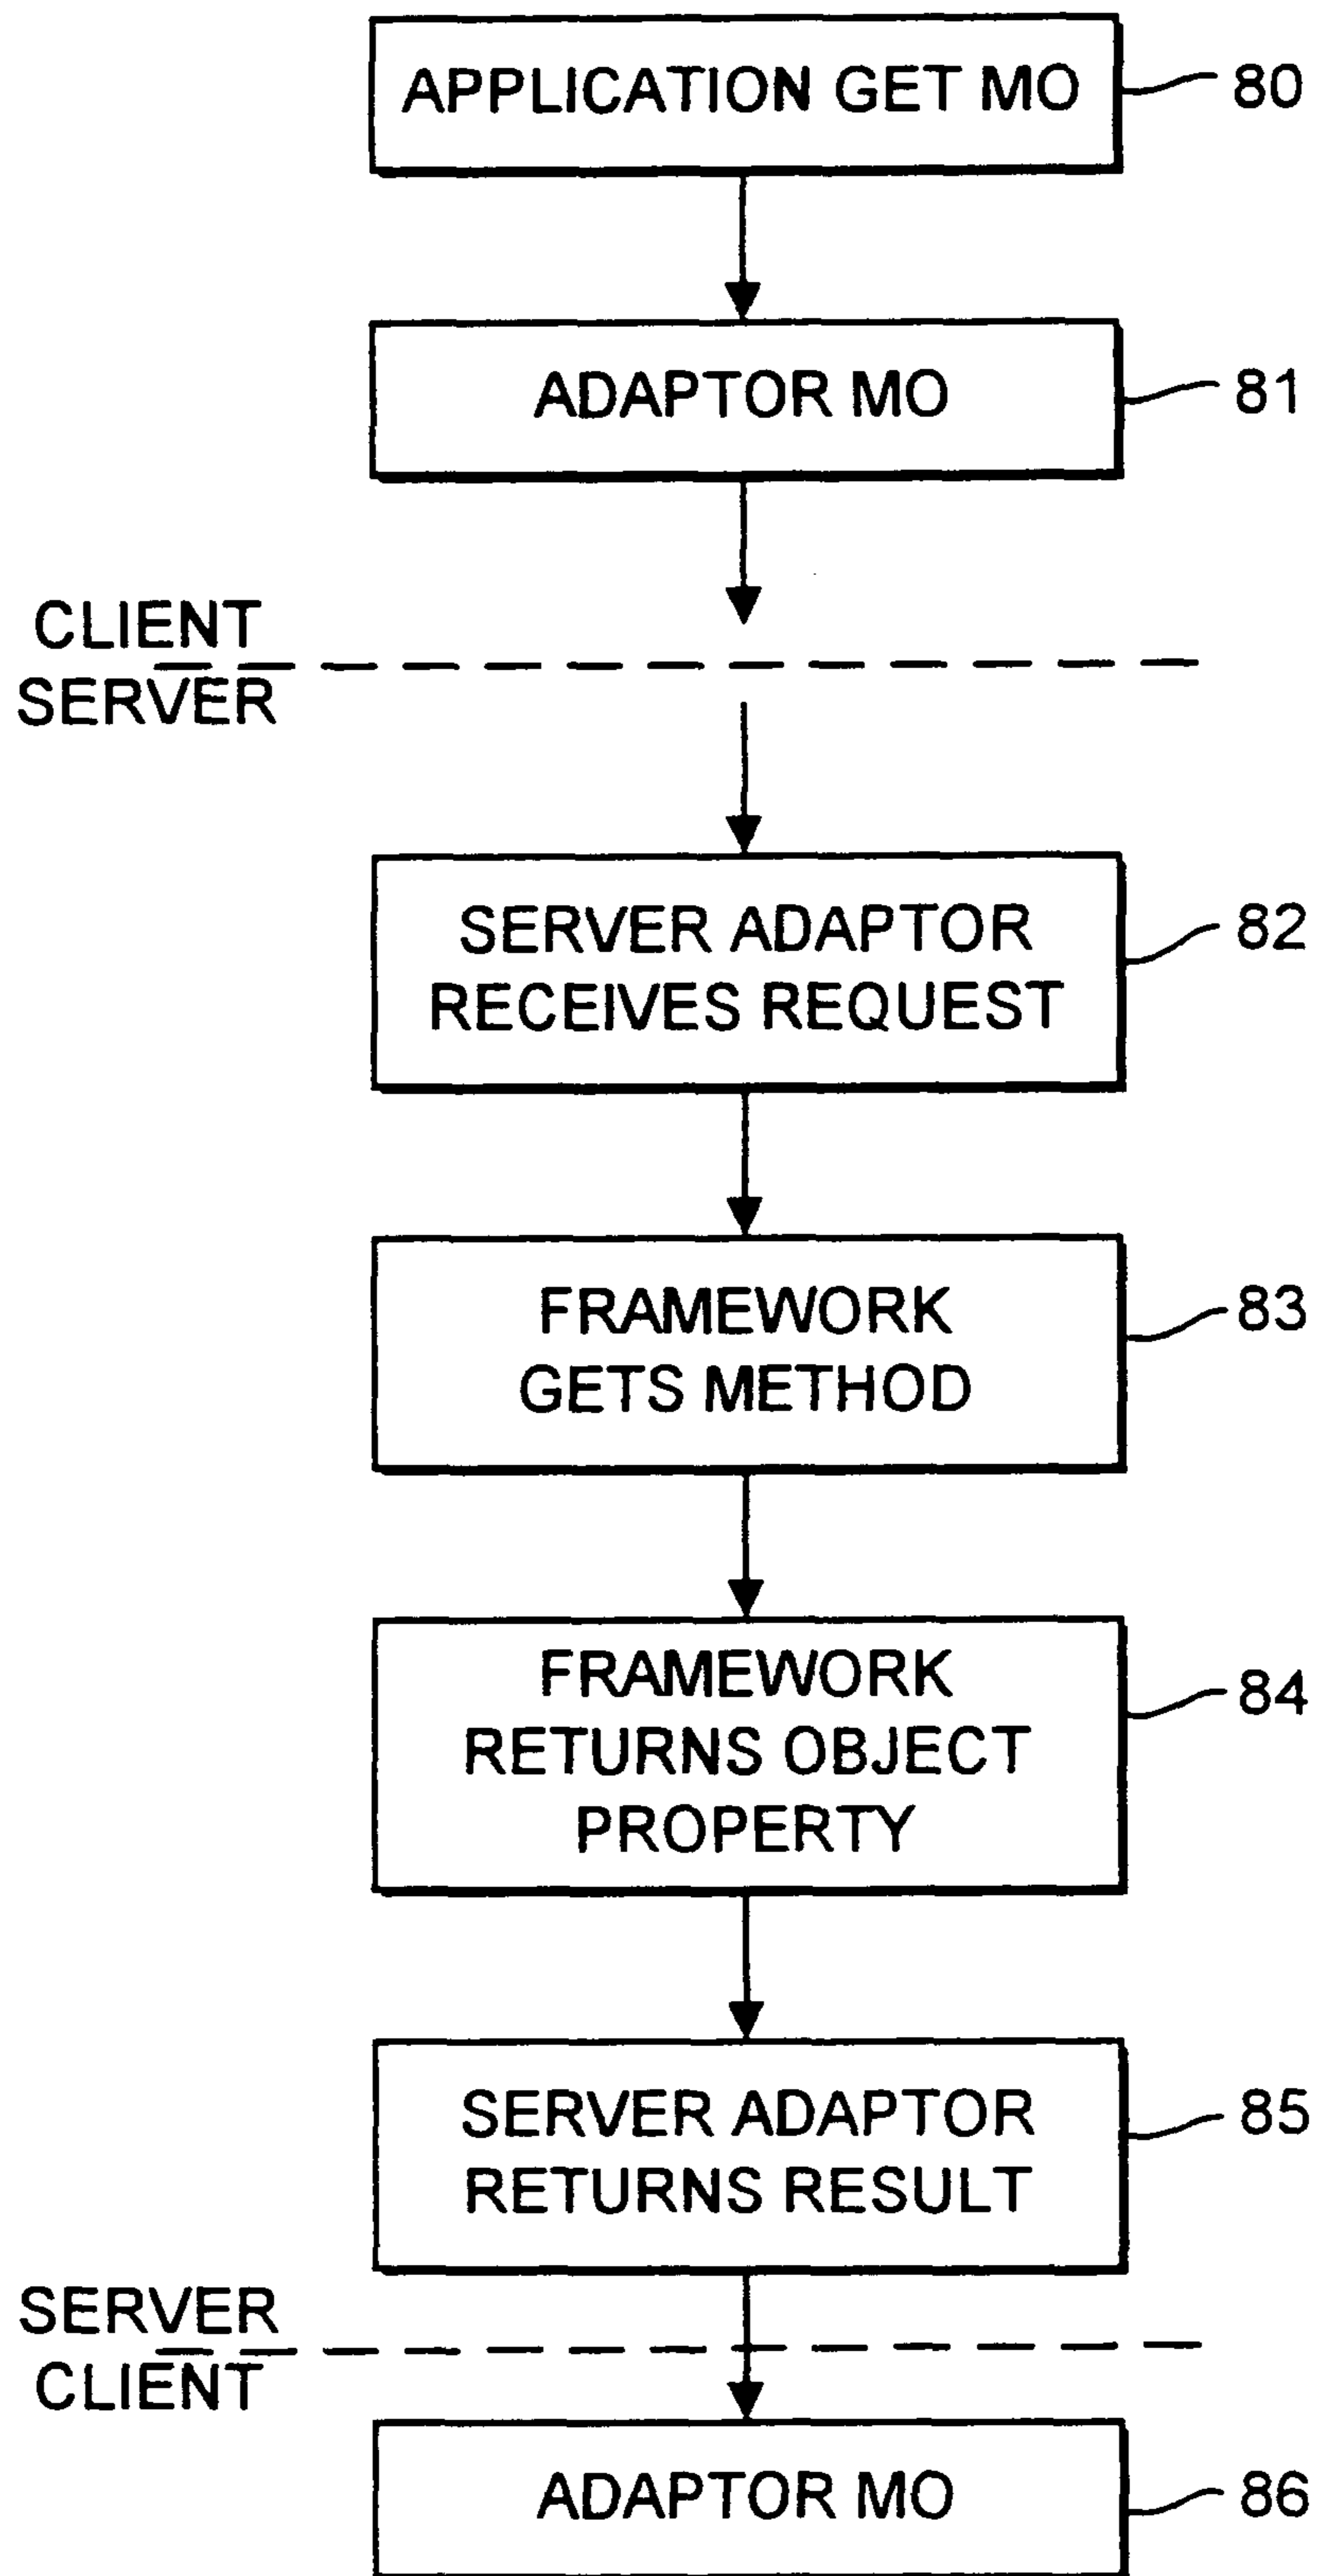 APPLICATION GET MO
80
ADAPTOR MO
81
CLIENT
SERVER
SERVER ADAPTOR
RECEIVES REQUEST
82
FRAMEWORK
GETS METHOD
83
FRAMEWORK
RETURNS OBJECT
PROPERTY
84
SERVER ADAPTOR
RETURNS RESULT
85
SERVER
CLIENT
ADAPTOR MO
86